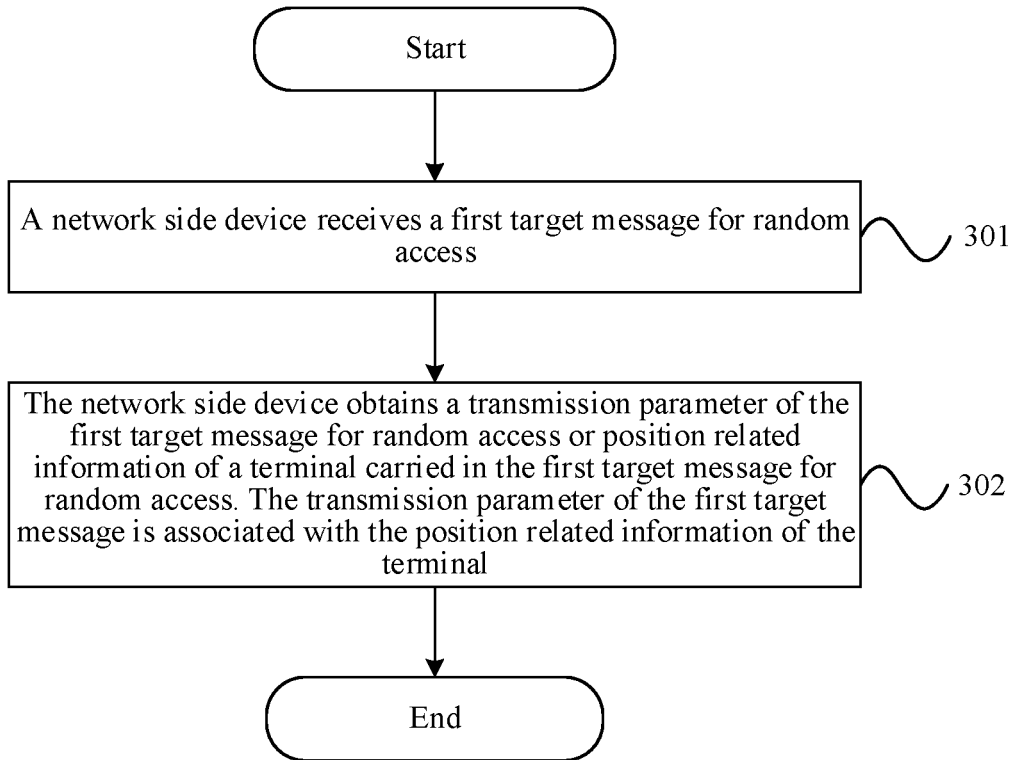 Start
A network side device receives a first target message for random
access
301
The network side device obtains a transmission parameter of the
first target message for random access or position related
information of a terminal carried in the first target message for
random access. The transmission parameter of the first target
message is associated with the position related information of the
terminal
302
End